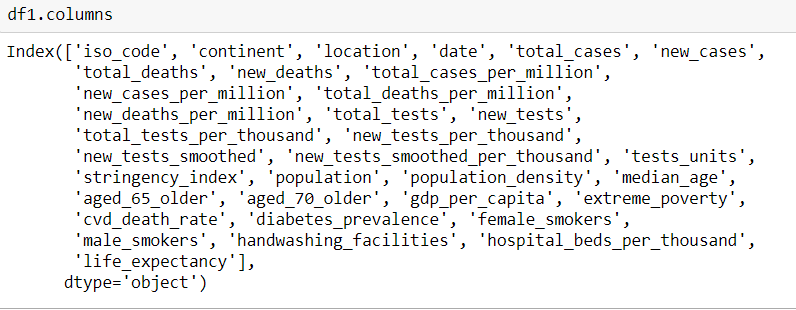 df1.columns
Index(['iso_code', 'continent', 'location', 'date', 'total_cases', 'new_cases',
'total_deaths', 'new_deaths', 'total_cases_per_million',
'new_cases_per_million', 'total_deaths_per_million',
'new_deaths_per_million', 'total_tests', 'new_tests',
'total_tests_per_thousand', 'new_tests_per_thousand',
'new_tests_smoothed', 'new_tests_smoothed_per_thousand', 'tests_units',
'stringency_index', 'population', 'population_density', 'median_age',
'aged_65_older', 'aged_70_older', 'gdp_per_capita', 'extreme_poverty',
'cvd_death_rate', 'diabetes_prevalence', 'female_smokers',
'male_smokers', 'handwashing_facilities', 'hospital_beds_per_thousand',
'life_expectancy'],
dtype='object')